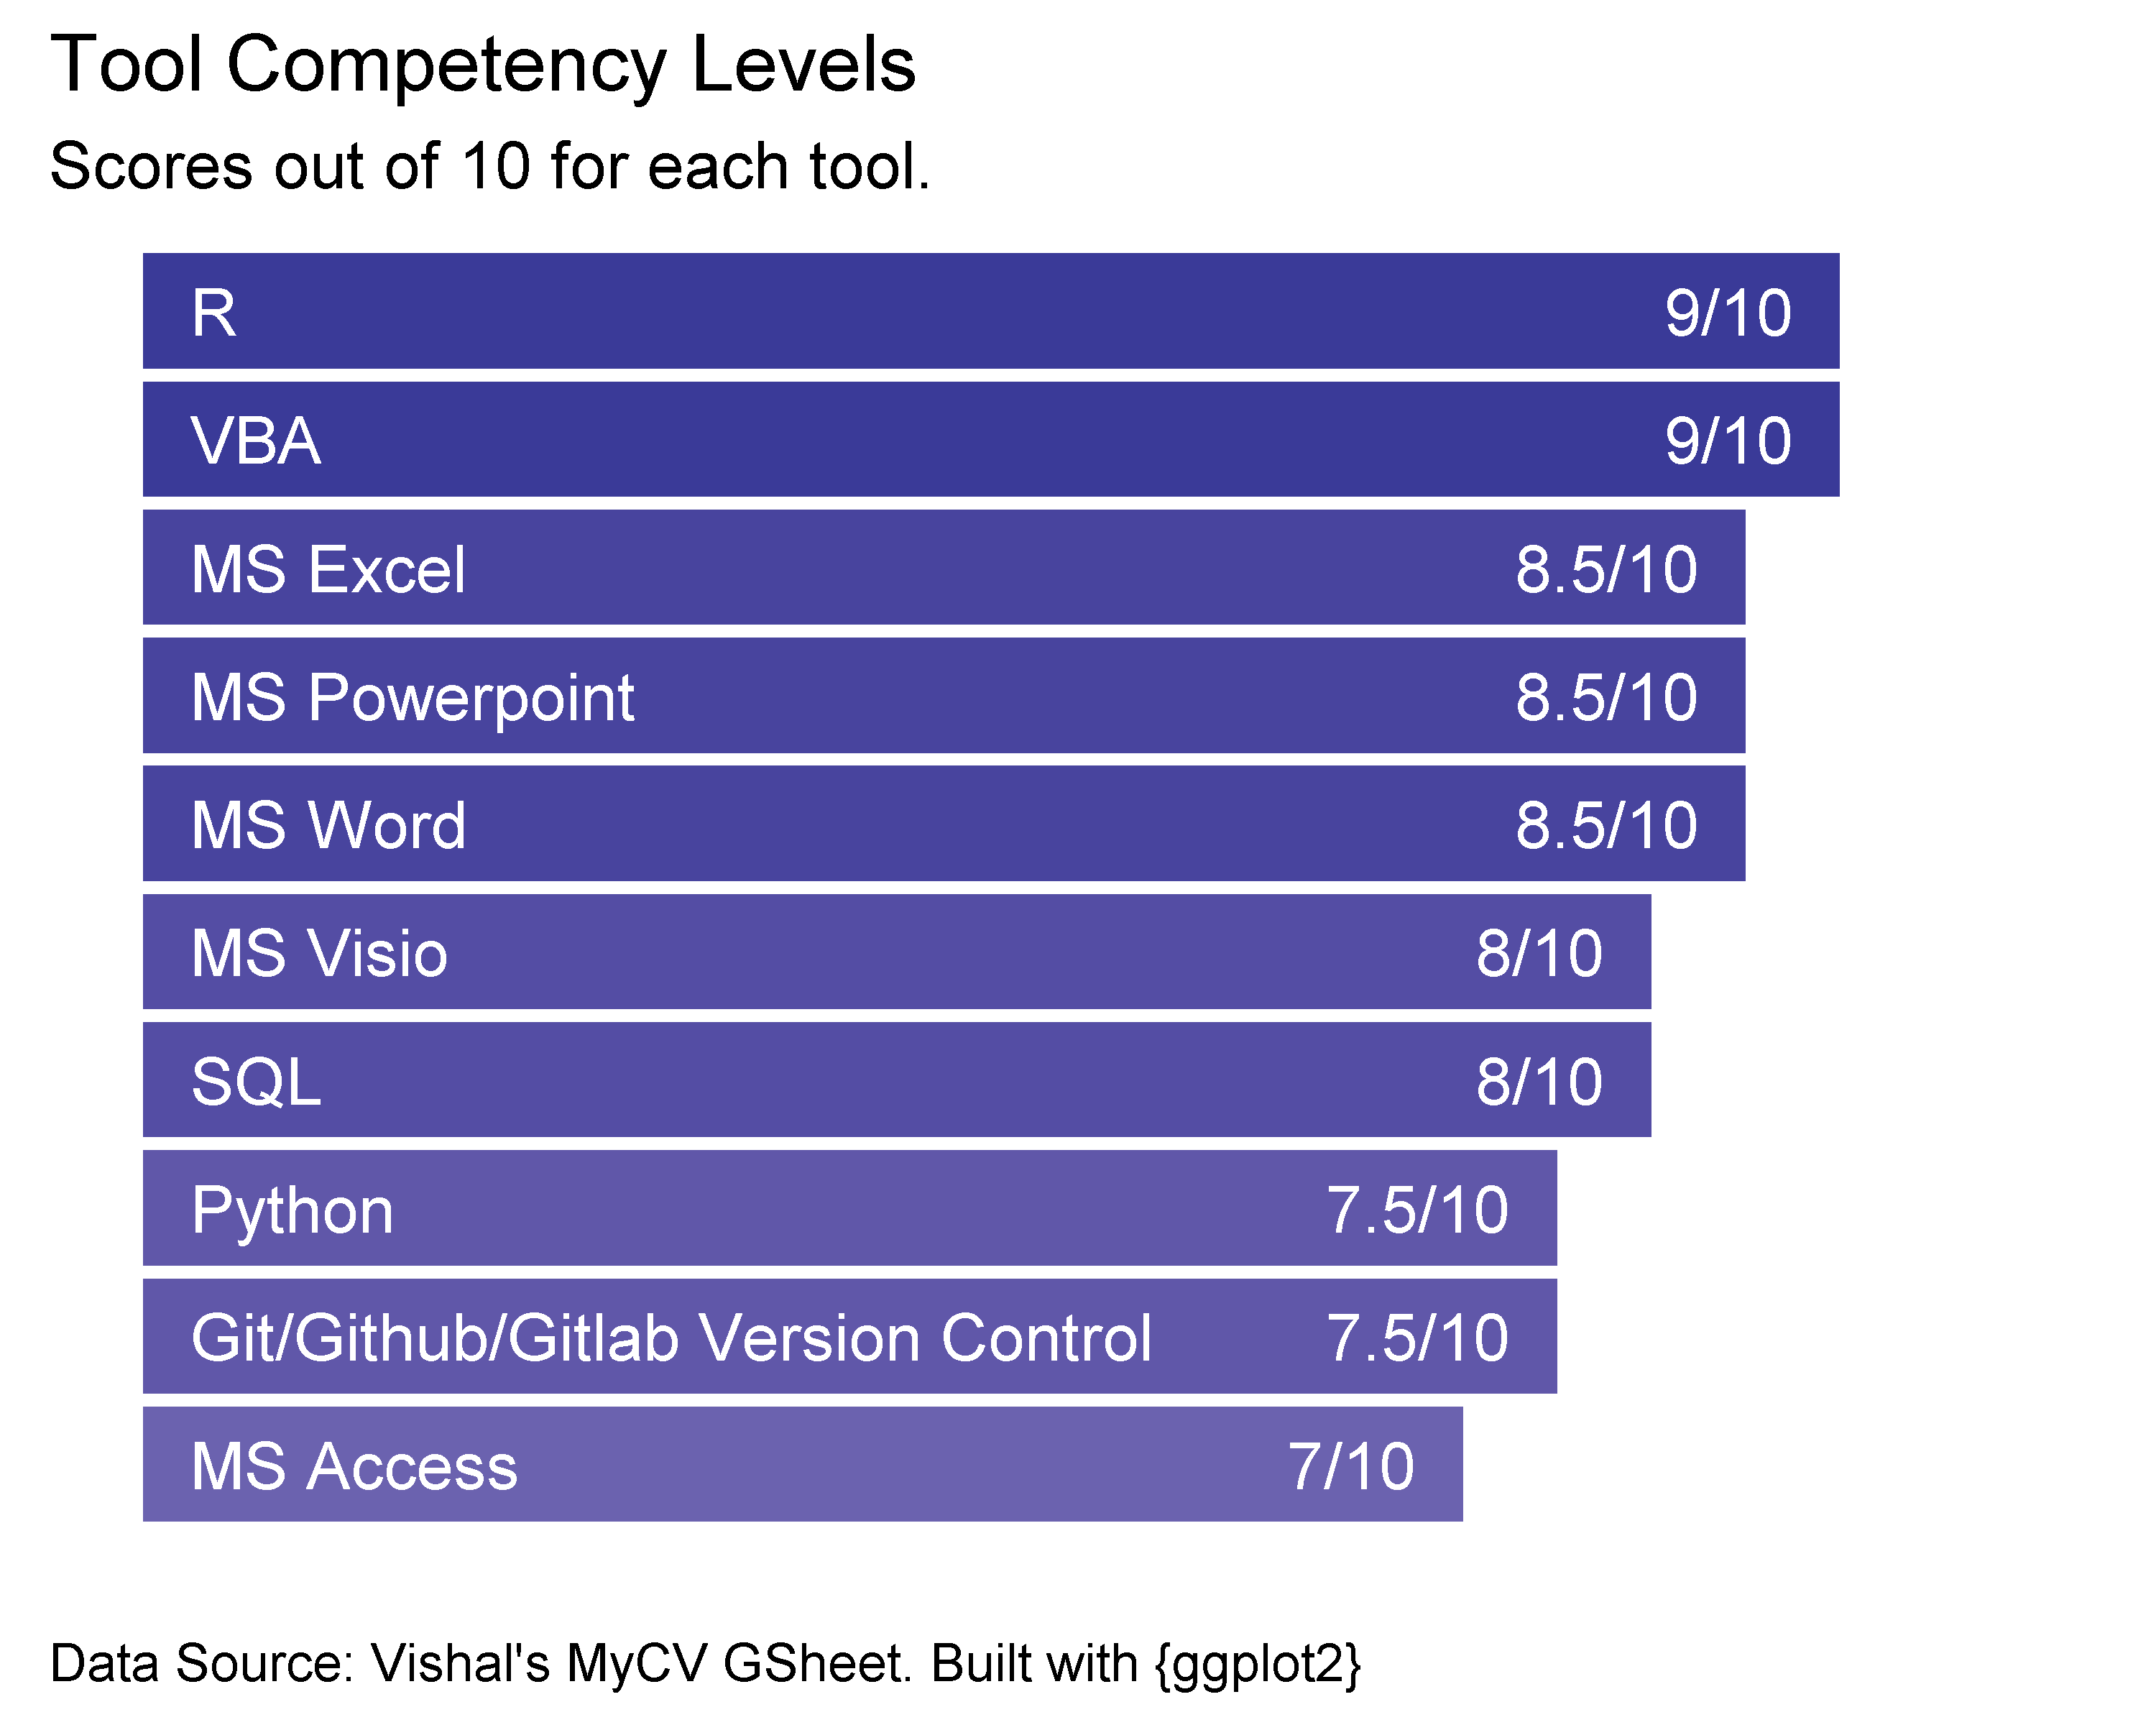 Tool Competency Levels
Scores out of 10 for each tool.
R 9/10
VBA 9/10
MS Excel 8.5/10
MS Powerpoint 8.5/10
MS Word 8.5/10
MS Visio 8/10
SQL 8/10
Python 7.5/10
Git/Github/Gitlab Version Control 7.5/10
MS Access 7/10
Data Source: Vishal's MyCV GSheet. Built with {ggplot2}